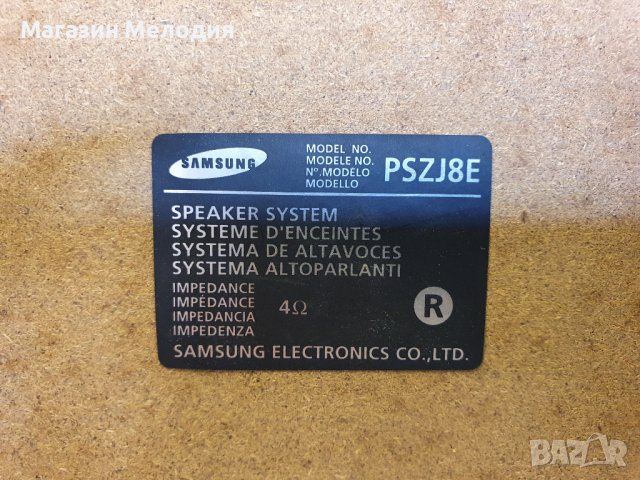 Магазин Мелодия
SAMSUNG
MODEL NO.
MODELE NO.
Nº.MODELO
MODELLO
PSZJ8E
SPEAKER SYSTEM
SYSTEME D'ENCEINTES
SYSTEMA DE ALTAVOCES
SYSTEMA ALTOPARLANTI
IMPEDANCE
IMPÉDANCE
IMPEDANCIA
IMPEDENZA
4Ω
R
SAMSUNG ELECTRONICS CO.,LTD.
BAZAR